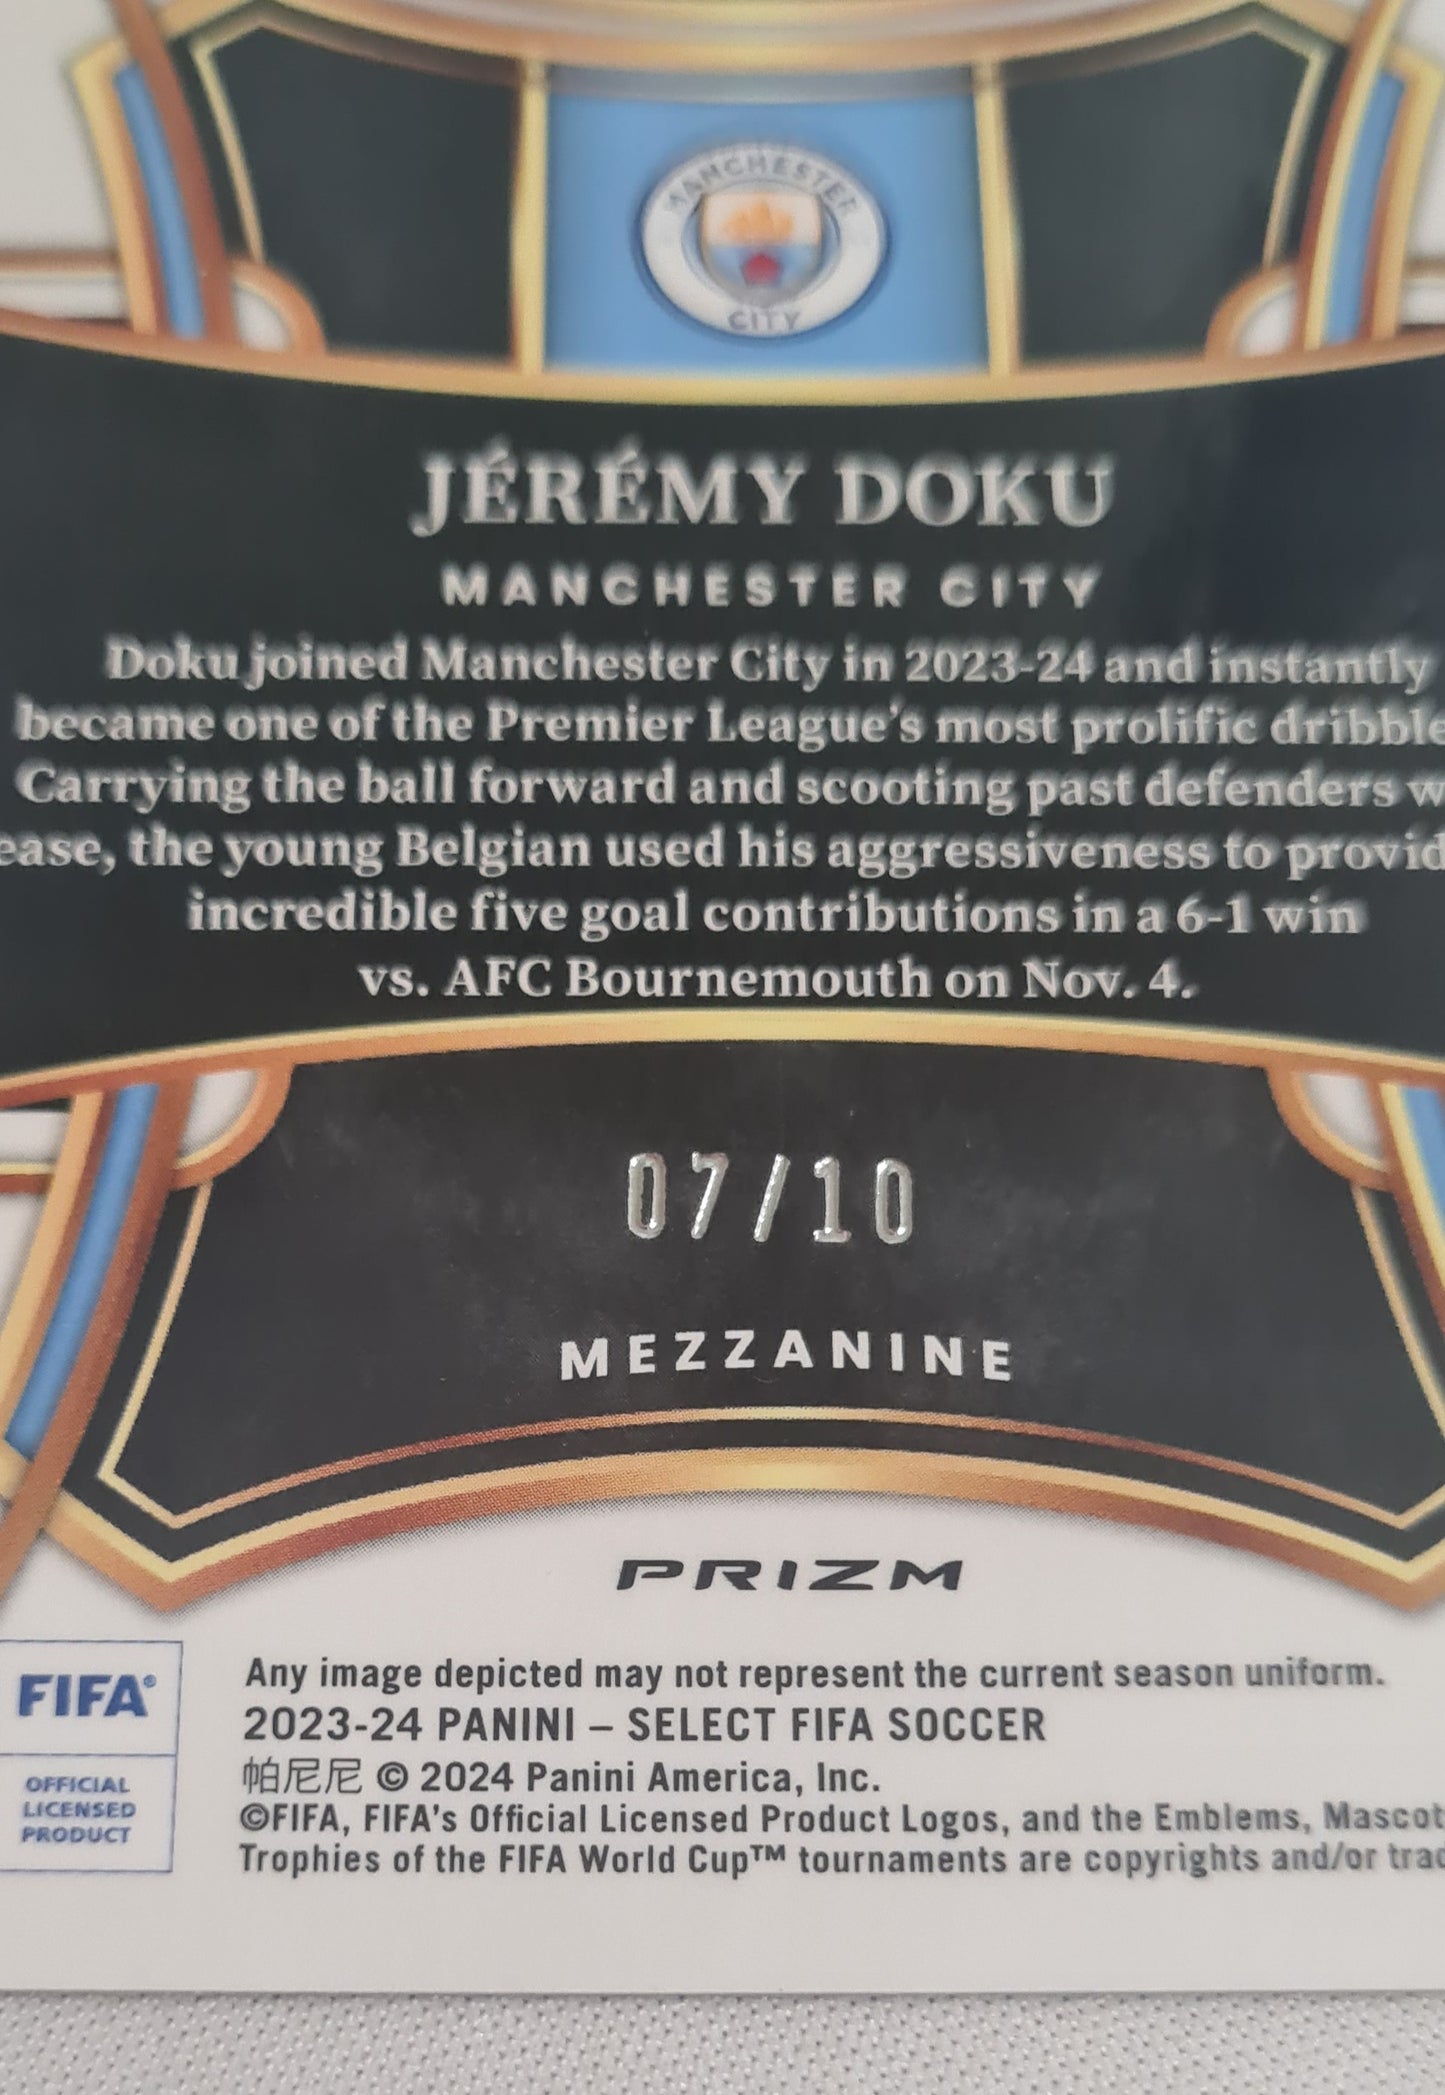 MANCHESTER
CITY
JÉRÉMY DOKU
MANCHESTER CITY
Doku joined Manchester City in 2023-24 and instantly
became one of the Premier League's most prolific dribble
Carrying the ball forward and scooting past defenders w
ease, the young Belgian used his aggressiveness to provid
incredible five goal contributions in a 6-1 win
vs. AFC Bournemouth on Nov. 4.
07/10
MEZZANINE
PRIZM
FIFA®
OFFICIAL
LICENSED
PRODUCT
Any image depicted may not represent the current season uniform.
2023-24 PANINI – SELECT FIFA SOCCER
帕尼尼 © 2024 Panini America, Inc.
©FIFA, FIFA's Official Licensed Product Logos, and the Emblems, Mascot
Trophies of the FIFA World Cup™ tournaments are copyrights and/or trad